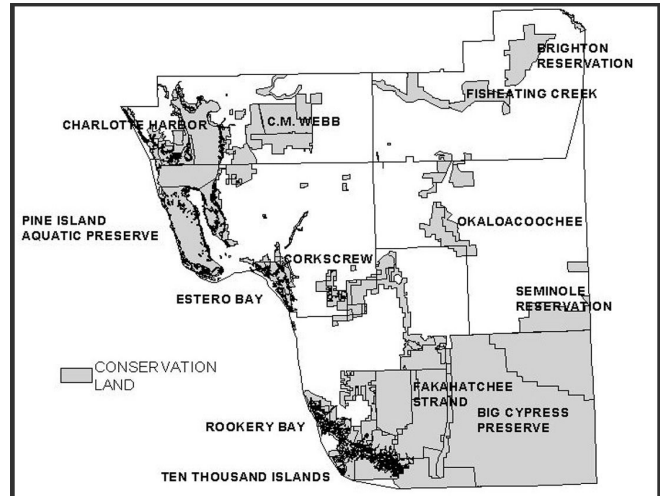 BRIGHTON
RESERVATION
FISHEATING CREEK
CHARLOTTE HARBOR
C.M. WEBB
PINE ISLAND
AQUATIC PRESERVE
OKALOACOOCHEE
CORKSCREW
ESTERO BAY
SEMINOLE
RESERVATION
CONSERVATION
LAND
FAKAHATCHEE
STRAND
BIG CYPRESS
PRESERVE
ROOKERY BAY
TEN THOUSAND ISLANDS